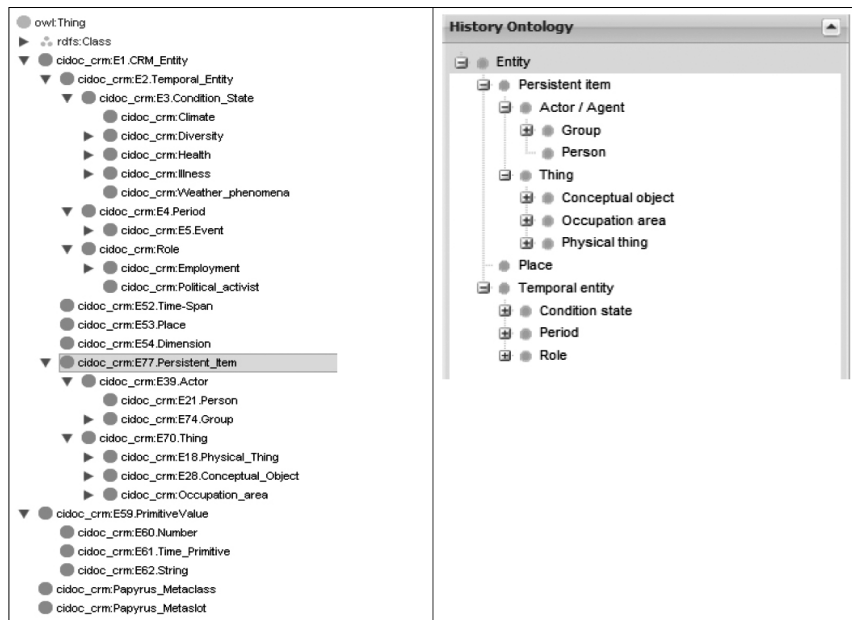 owl:Thing
rdfs:Class
cidoc_crm:E1.CRM_Entity
cidoc_crm:E2.Temporal_Entity
cidoc_crm:E3.Condition_State
cidoc_crm:Climate
cidoc_crm:Diversity
cidoc_crm:Health
cidoc_crm:Illness
cidoc_crm:Weather_phenomena
cidoc_crm:E4.Period
cidoc_crm:E5.Event
cidoc_crm:Role
cidoc_crm:Employment
cidoc_crm:Political_activist
cidoc_crm:E52.Time-Span
cidoc_crm:E53.Place
cidoc_crm:E54.Dimension
cidoc_crm:E77.Persistent_Item
cidoc_crm:E39.Actor
cidoc_crm:E21.Person
cidoc_crm:E74.Group
cidoc_crm:E70.Thing
cidoc_crm:E18.Physical_Thing
cidoc_crm:E28.Conceptual_Object
cidoc_crm:Occupation_area
cidoc_crm:E59.PrimitiveValue
cidoc_crm:E60.Number
cidoc_crm:E61.Time_Primitive
cidoc_crm:E62.String
cidoc_crm:Papyrus_Metaclass
cidoc_crm:Papyrus_Metaslot
History Ontology
Entity
Persistent item
Actor / Agent
Group
Person
Thing
Conceptual object
Occupation area
Physical thing
Place
Temporal entity
Condition state
Period
Role